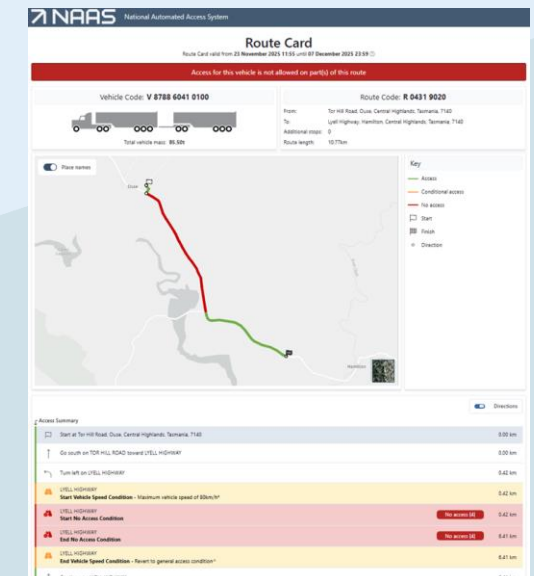 NAAS National Automated Access System
Route Card
Route Card valid from 23 November 2025 11:55 until 07 December 2025 23:59
Access for this vehicle is not allowed on part(s) of this route
Vehicle Code: V 8788 6041 0100
Total vehicle mass: 95.50t
Route Code: R 0431 9020
From: Tor Hill Road, Ouse, Central Highlands, Tasmania, 7140
To: Lyell Highway, Hamilton, Central Highlands, Tasmania, 7140
Additional stops: 0
Route length: 10.77km
Place names
Ouse
Hamilton
Key
Access
Conditional access
No access
Start
Finish
Direction
Directions
Access Summary
Start at Tor Hill Road, Ouse, Central Highlands, Tasmania, 7140 0.00 km
Go south on TOR HILL ROAD toward LYELL HIGHWAY 0.00 km
Turn left on LYELL HIGHWAY 0.42 km
LYELL HIGHWAY
Start Vehicle Speed Condition - Maximum vehicle speed of 80km/h* 0.42 km
LYELL HIGHWAY
Start No Access Condition No access [4] 0.42 km
LYELL HIGHWAY
End No Access Condition No access [4] 6.41 km
LYELL HIGHWAY
End Vehicle Speed Condition - Revert to general access condition* 6.41 km